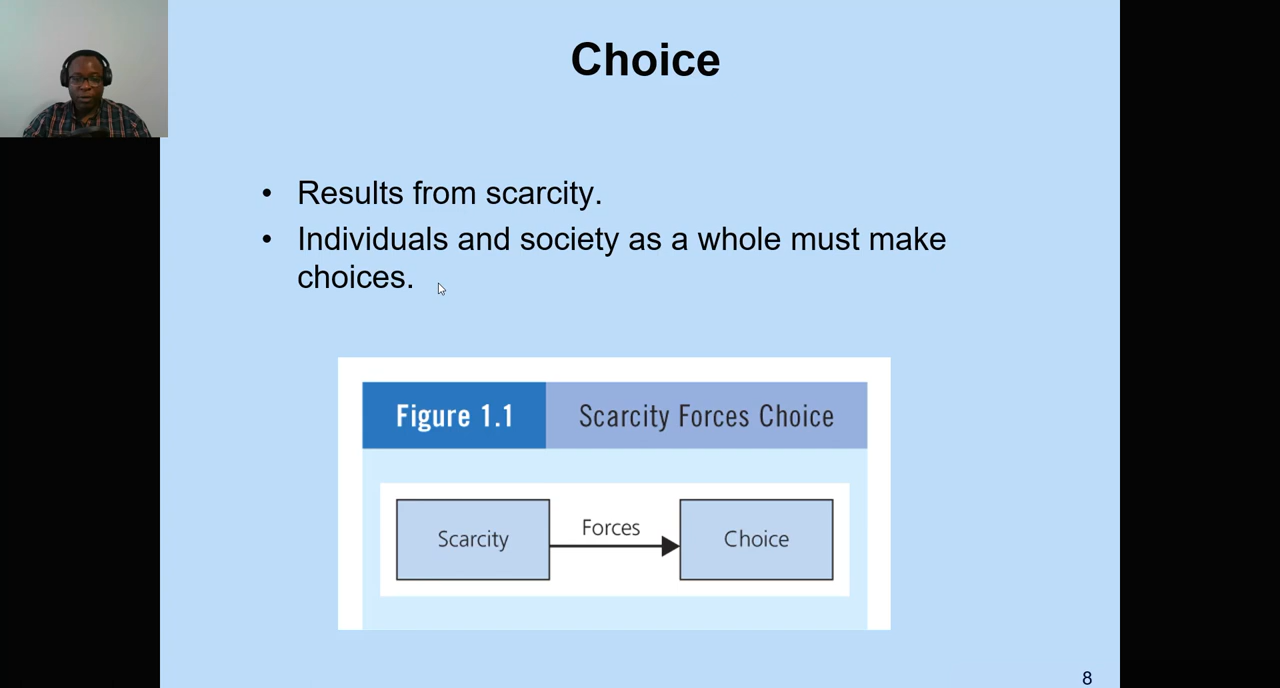 Choice
• Results from scarcity.
• Individuals and society as a whole must make
choices.
Figure 1.1 Scarcity Forces Choice
Scarcity Forces Choice
8